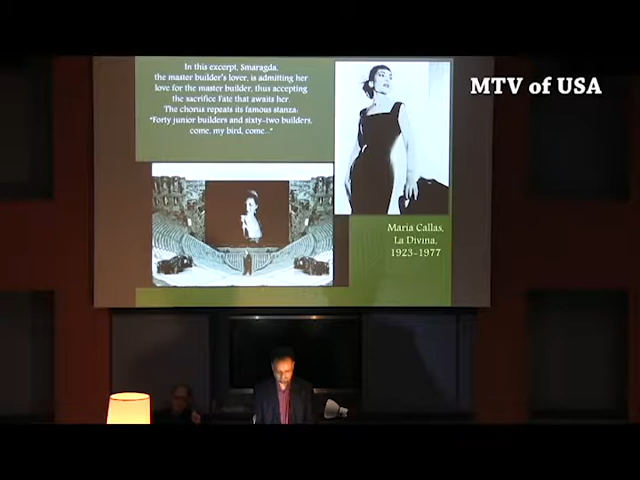 In this excerpt, Smaragda,
the master builder's lover, is admitting her
love for the master builder, thus accepting
the sacrifice Fate that awaits her.
The chorus repeats its famous stanza:
"Forty junior builders and sixty-two builders,
come, my bird, come..."
MTV of USA
Maria Callas,
La Divina,
1923-1977